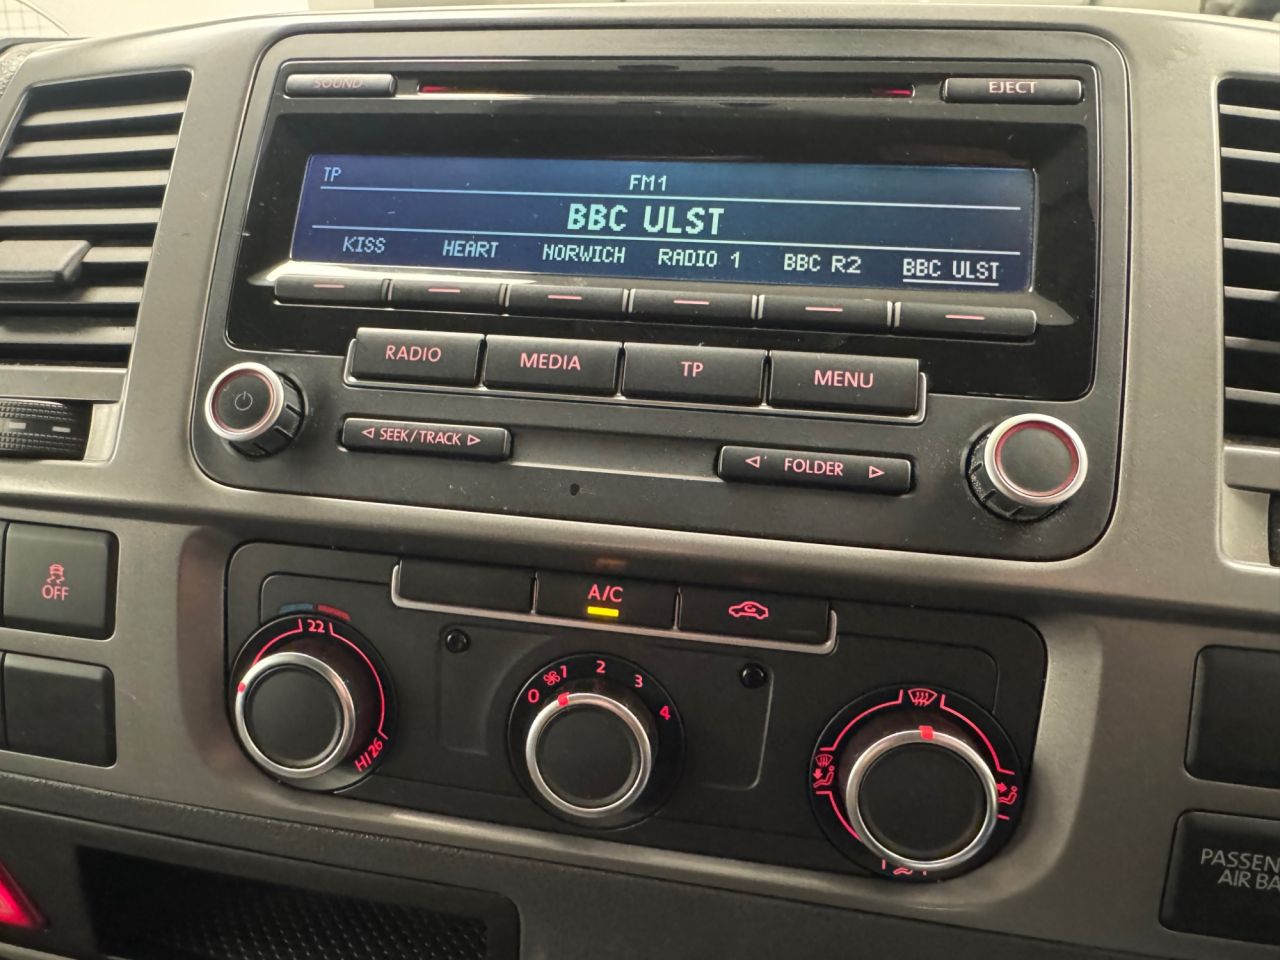 SOUND
EJECT
TP
FM1
BBC ULST
KISS HEART NORWICH RADIO 1 BBC R2 BBC ULST
RADIO MEDIA TP MENU
SEEK/TRACK
FOLDER
OFF
A/C
22
HI 26
0 1 2 3 4
PASSEN
AIR BA